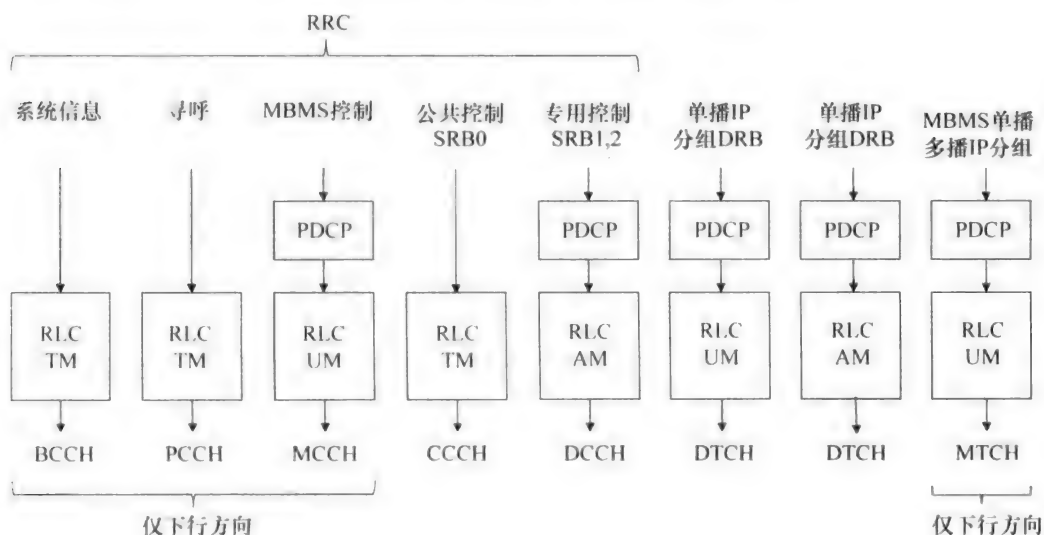 RRC
系统信息
寻呼
MBMS控制
公共控制
SRB0
专用控制
SRB1,2
单播IP
分组DRB
单播IP
分组DRB
MBMS单播
多播IP分组
PDCP
PDCP
PDCP
PDCP
PDCP
RLC
TM
RLC
TM
RLC
UM
RLC
TM
RLC
AM
RLC
UM
RLC
AM
RLC
UM
BCCH
PCCH
MCCH
CCCH
DCCH
DTCH
DTCH
MTCH
仅下行方向
仅下行方向